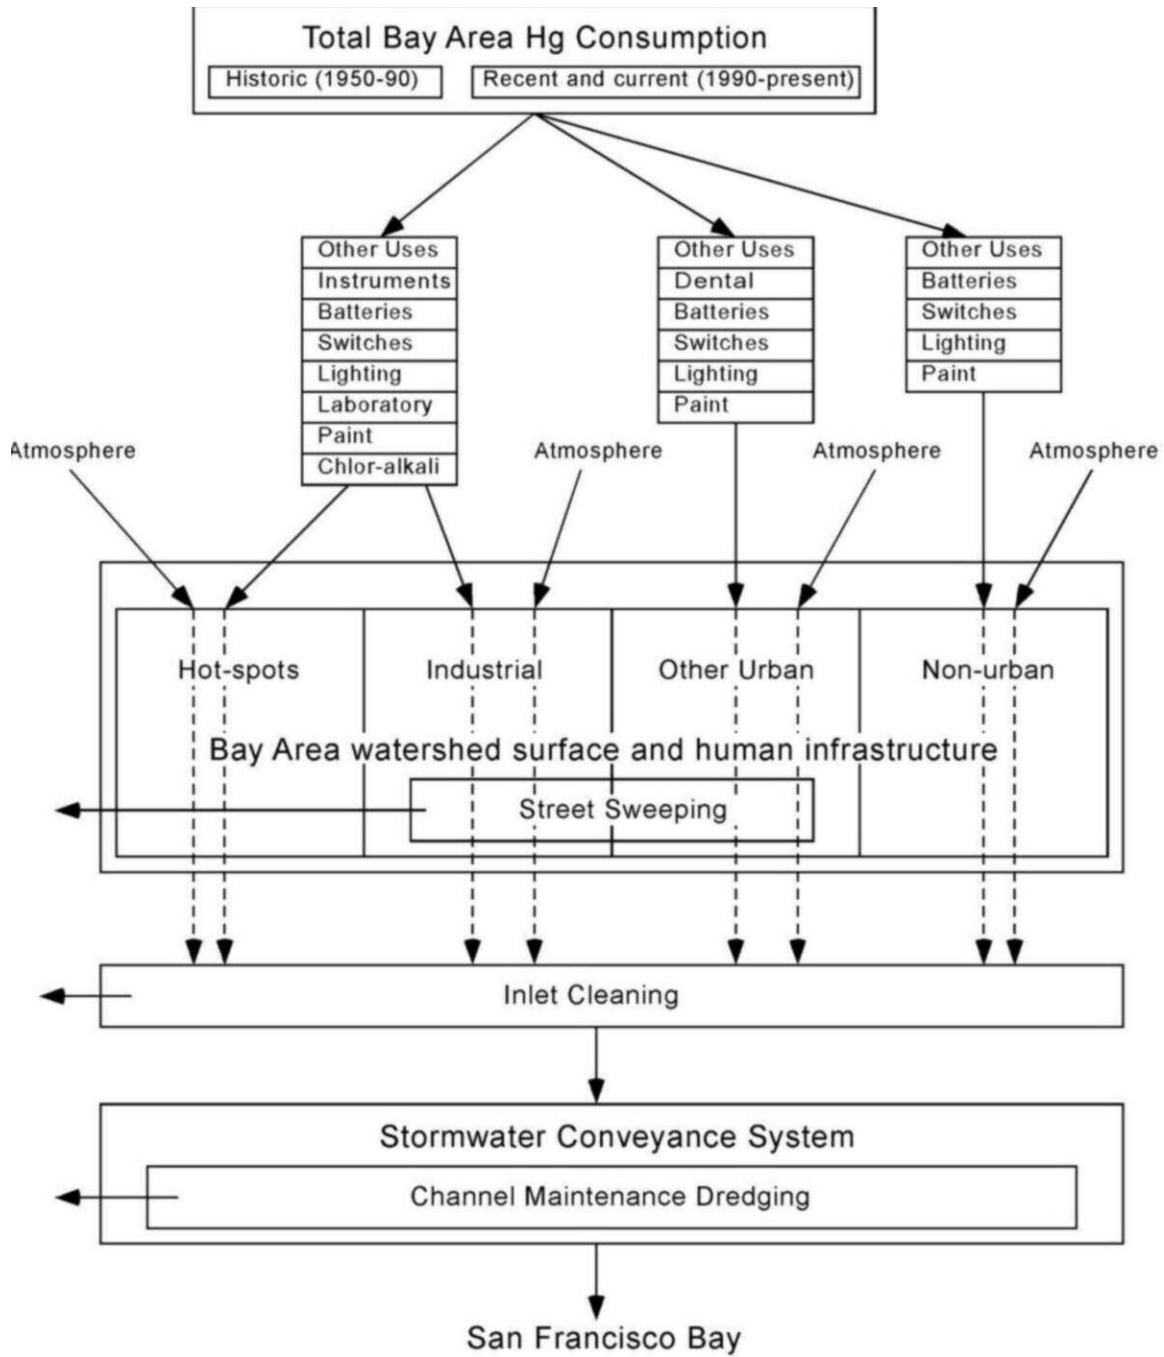 Total Bay Area Hg Consumption
Historic (1950-90)
Recent and current (1990-present)
Other Uses
Instruments
Batteries
Switches
Lighting
Laboratory
Paint
Chlor-alkali
Other Uses
Dental
Batteries
Switches
Lighting
Paint
Other Uses
Batteries
Switches
Lighting
Paint
Atmosphere
Atmosphere
Atmosphere
Atmosphere
Hot-spots
Industrial
Other Urban
Non-urban
Bay Area watershed surface and human infrastructure
Street Sweeping
Inlet Cleaning
Stormwater Conveyance System
Channel Maintenance Dredging
San Francisco Bay